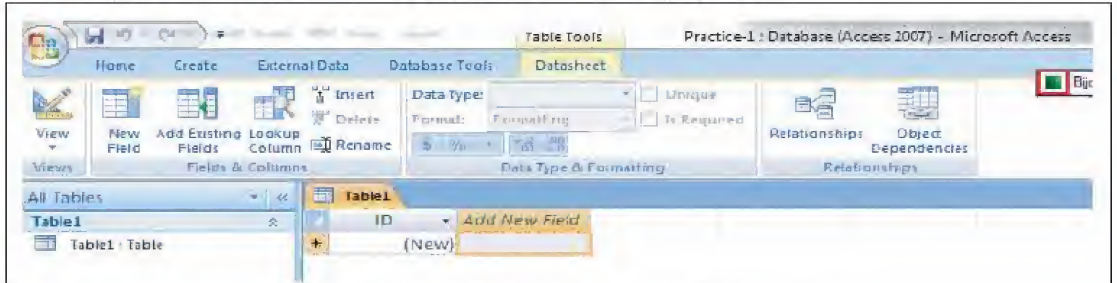 Table Tools Practice-1 : Database (Access 2007) - Microsoft Access
Home Create External Data Database Tools Datasheet
View
Views
New Field
Add Existing Fields
Lookup Column
Insert
Delete
Rename
Fields & Columns
Data Type:
Format: Formatting
$ %
Unique
Is Required
Data Type & Formatting
Relationships
Object Dependencies
Relationships
All Tables
Table1
Table1 : Table
Table1
ID Add New Field
(New)